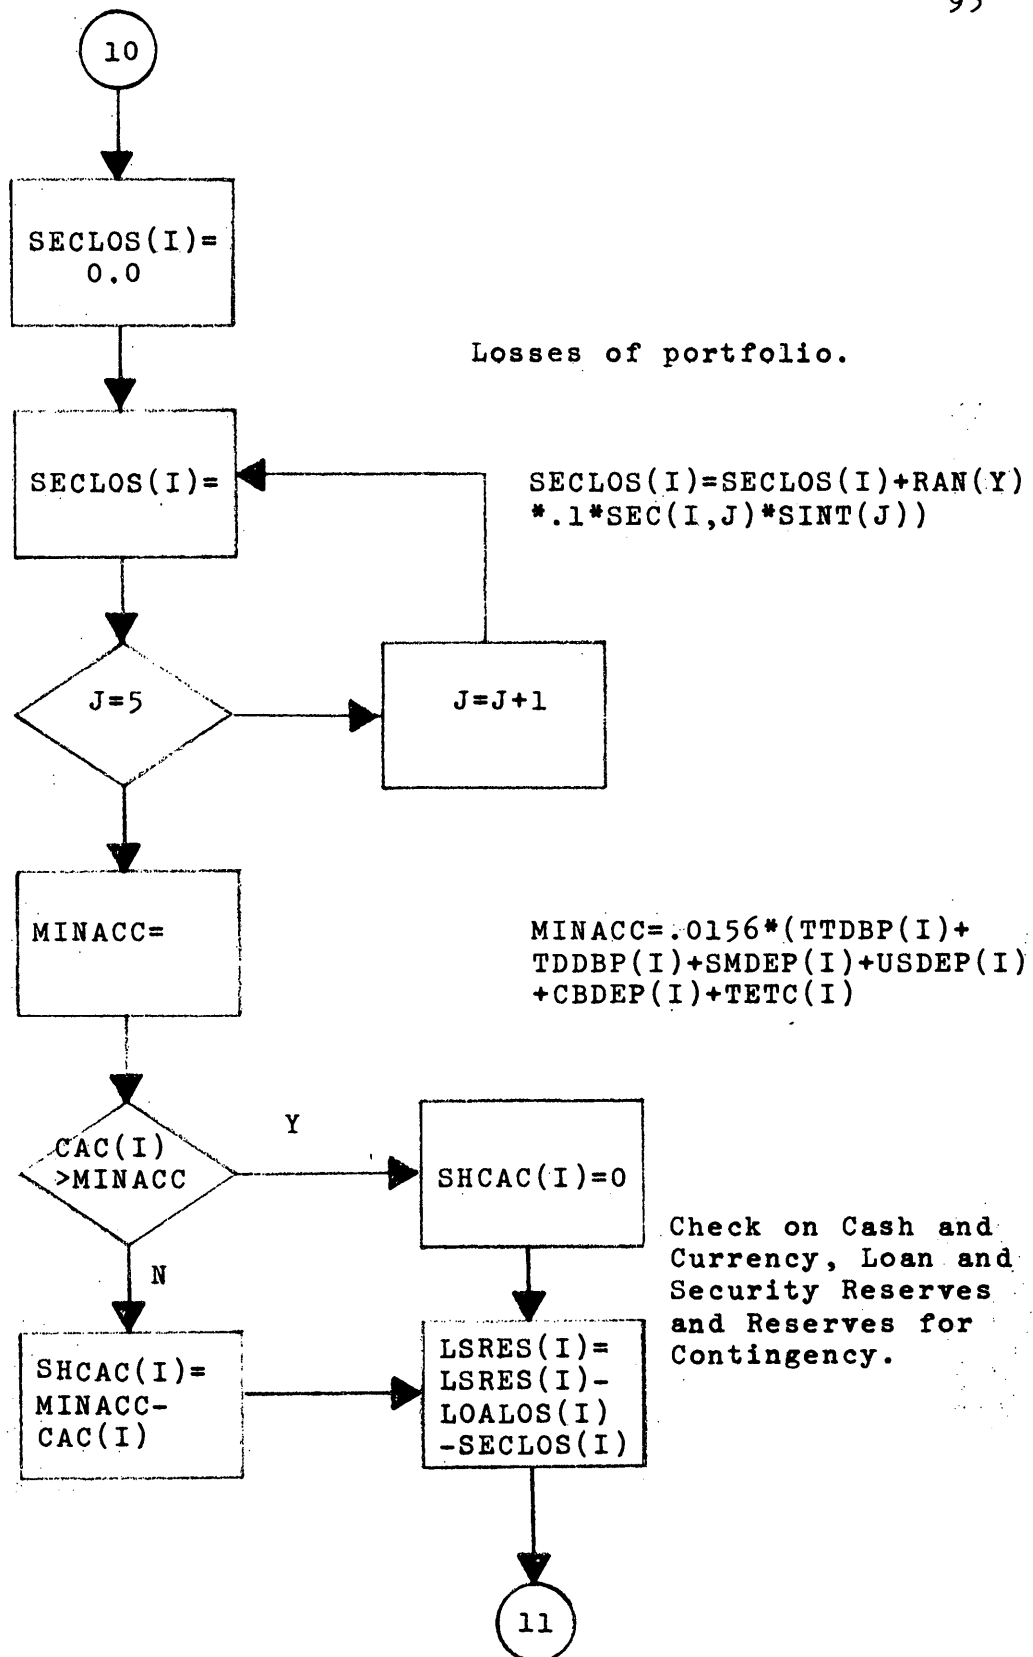 10
SECLOS(I)=
0.0
Losses of portfolio.
SECLOS(I)=
SECLOS(I)=SECLOS(I)+RAN(Y)
*.1*SEC(I,J)*SINT(J))
J=5
J=J+1
MINACC=
MINACC=.0156*(TTDBP(I)+
TDDBP(I)+SMDEP(I)+USDEP(I)
+CBDEP(I)+TETC(I)
CAC(I)
>MINACC
Y
SHCAC(I)=0
N
Check on Cash and
Currency, Loan and
Security Reserves
and Reserves for
Contingency.
SHCAC(I)=
MINACC-
CAC(I)
LSRES(I)=
LSRES(I)-
LOALOS(I)
-SECLOS(I)
11